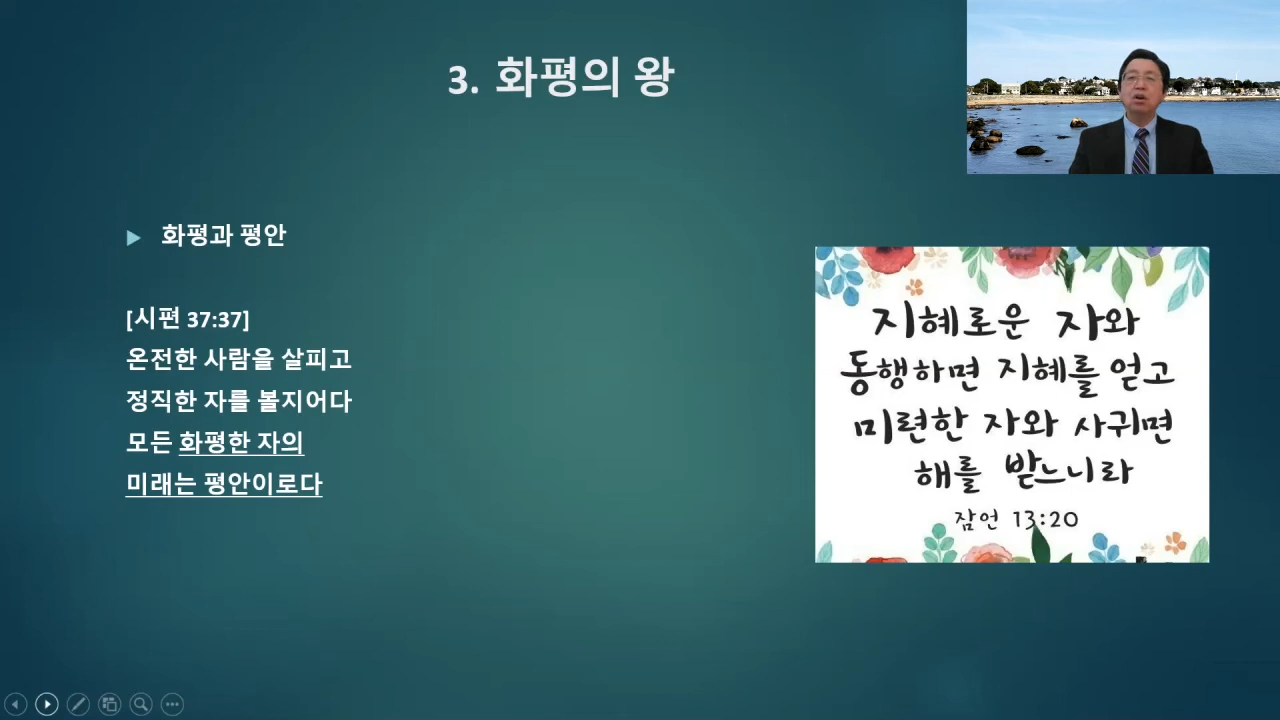 3. 화평의 왕
화평과 평안
[시편 37:37]
온전한 사람을 살피고
정직한 자를 볼지어다
모든 화평한 자의
미래는 평안이로다
지혜로운 자와
동행하면 지혜를 얻고
미련한 자와 사귀면
해를 받느니라
잠언 13:20